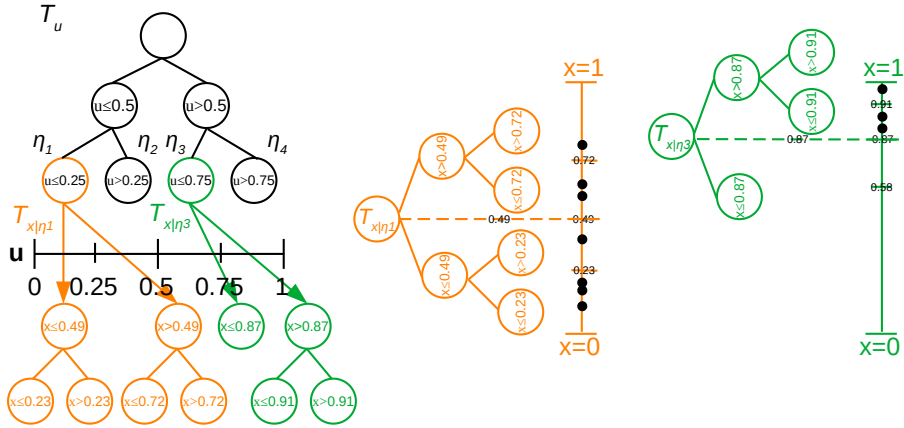 T_u
u≤0.5
u>0.5
η_1
η_2
η_3
η_4
u≤0.25
u>0.25
u≤0.75
u>0.75
T_x|η1
T_x|η3
u
0 0.25 0.5 0.75 1
x≤0.49
x>0.49
x≤0.87
x>0.87
x≤0.23
x>0.23
x≤0.72
x>0.72
x≤0.91
x>0.91
x=1
x>0.72
x>0.49
0.72
x≤0.72
T_x|η1
0.49
0.49
x>0.23
x≤0.49
0.23
x≤0.23
x=0
x>0.91
x=1
x>0.87
0.91
x≤0.91
T_x|η3
0.87
0.87
x≤0.87
0.58
x=0